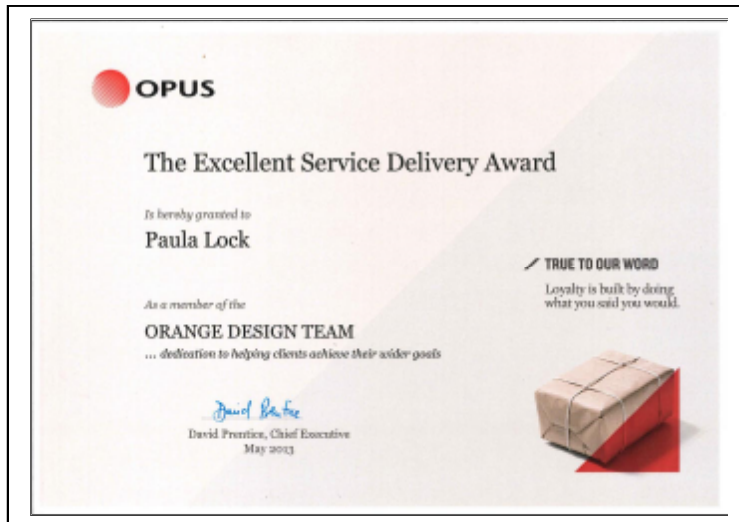 OPUS
The Excellent Service Delivery Award
Is hereby granted to
Paula Lock
TRUE TO OUR WORD
Loyalty is built by doing
what you said you would.
As a member of the
ORANGE DESIGN TEAM
... dedication to helping clients achieve their wider goals
David Prentice
David Prentice, Chief Executive
May 2013